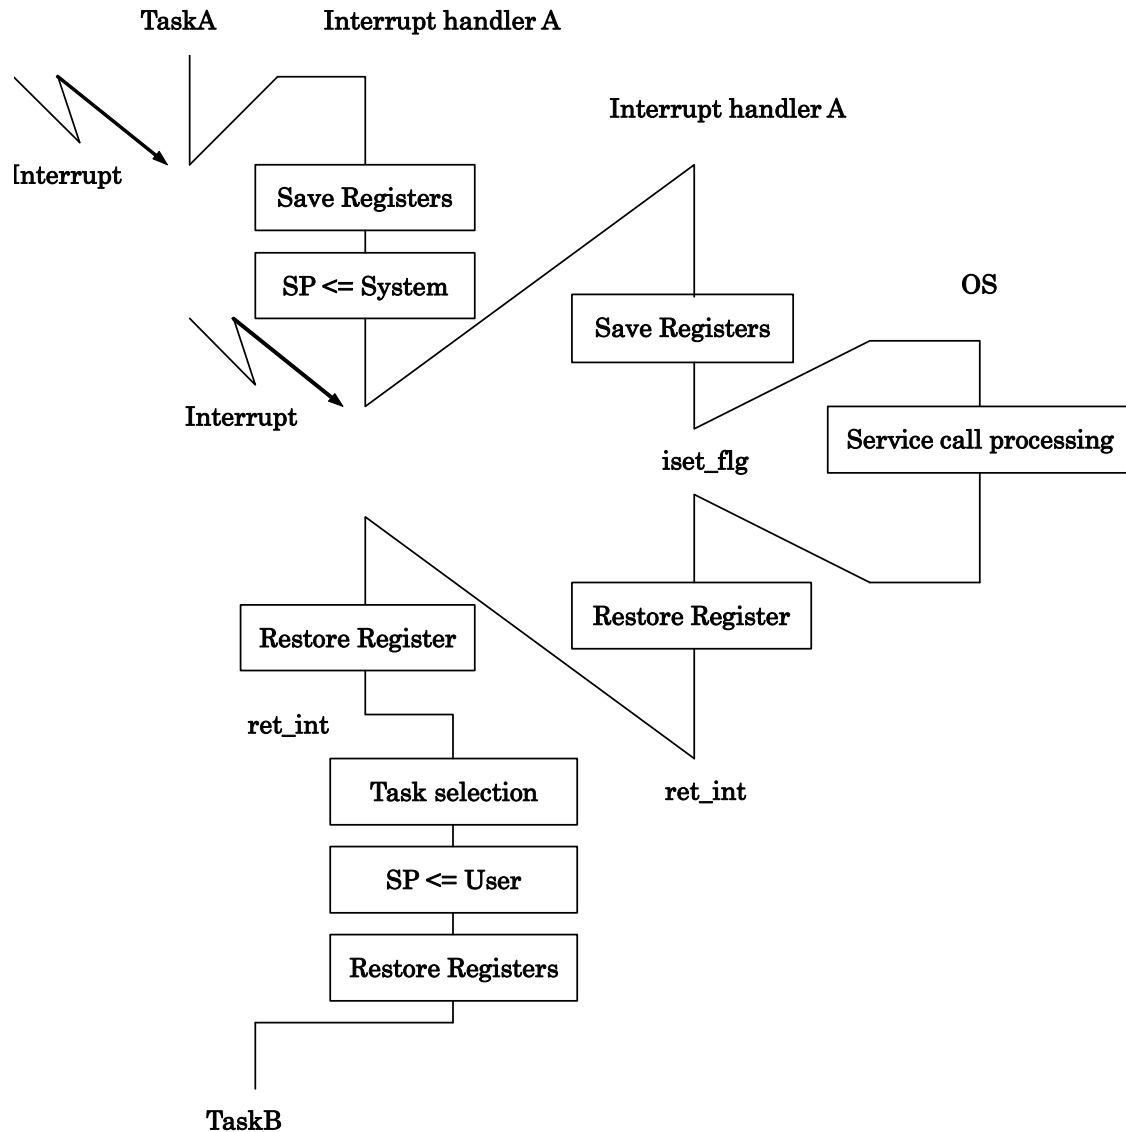 TaskA
Interrupt handler A
Interrupt handler A
Interrupt
Save Registers
SP <= System
OS
Save Registers
Interrupt
Service call processing
iset_flg
Restore Register
Restore Register
ret_int
Task selection
ret_int
SP <= User
Restore Registers
TaskB